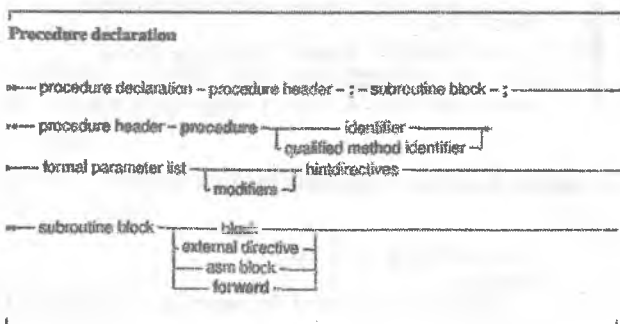 Procedure declaration
procedure declaration procedure header ; subroutine block ;
procedure header procedure identifier
qualified method identifier
formal parameter list hintdirectives
modifiers
subroutine block block
external directive
asm block
forward